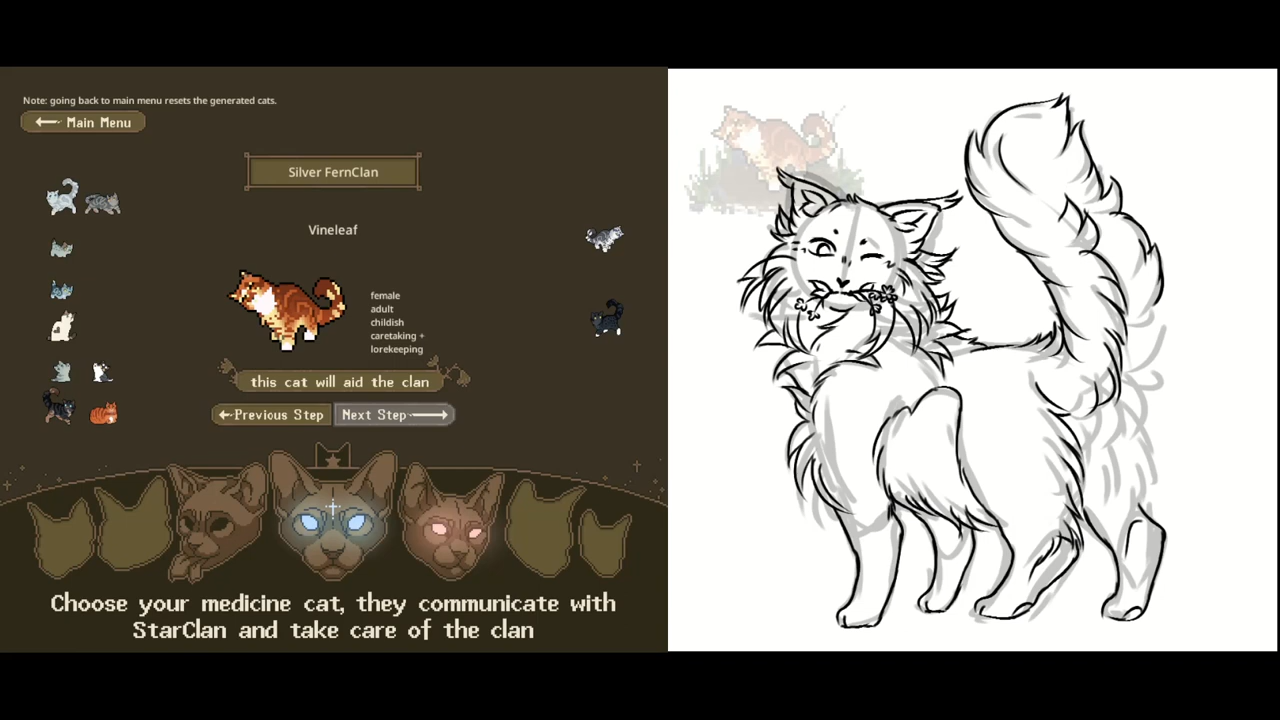 Note: going back to main menu resets the generated cats.
Main Menu
Silver FernClan
Vineleaf
female
adult
childish
caretaking +
lorekeeping
this cat will aid the clan
Previous Step
Next Step
Choose your medicine cat, they communicate with
StarClan and take care of the clan